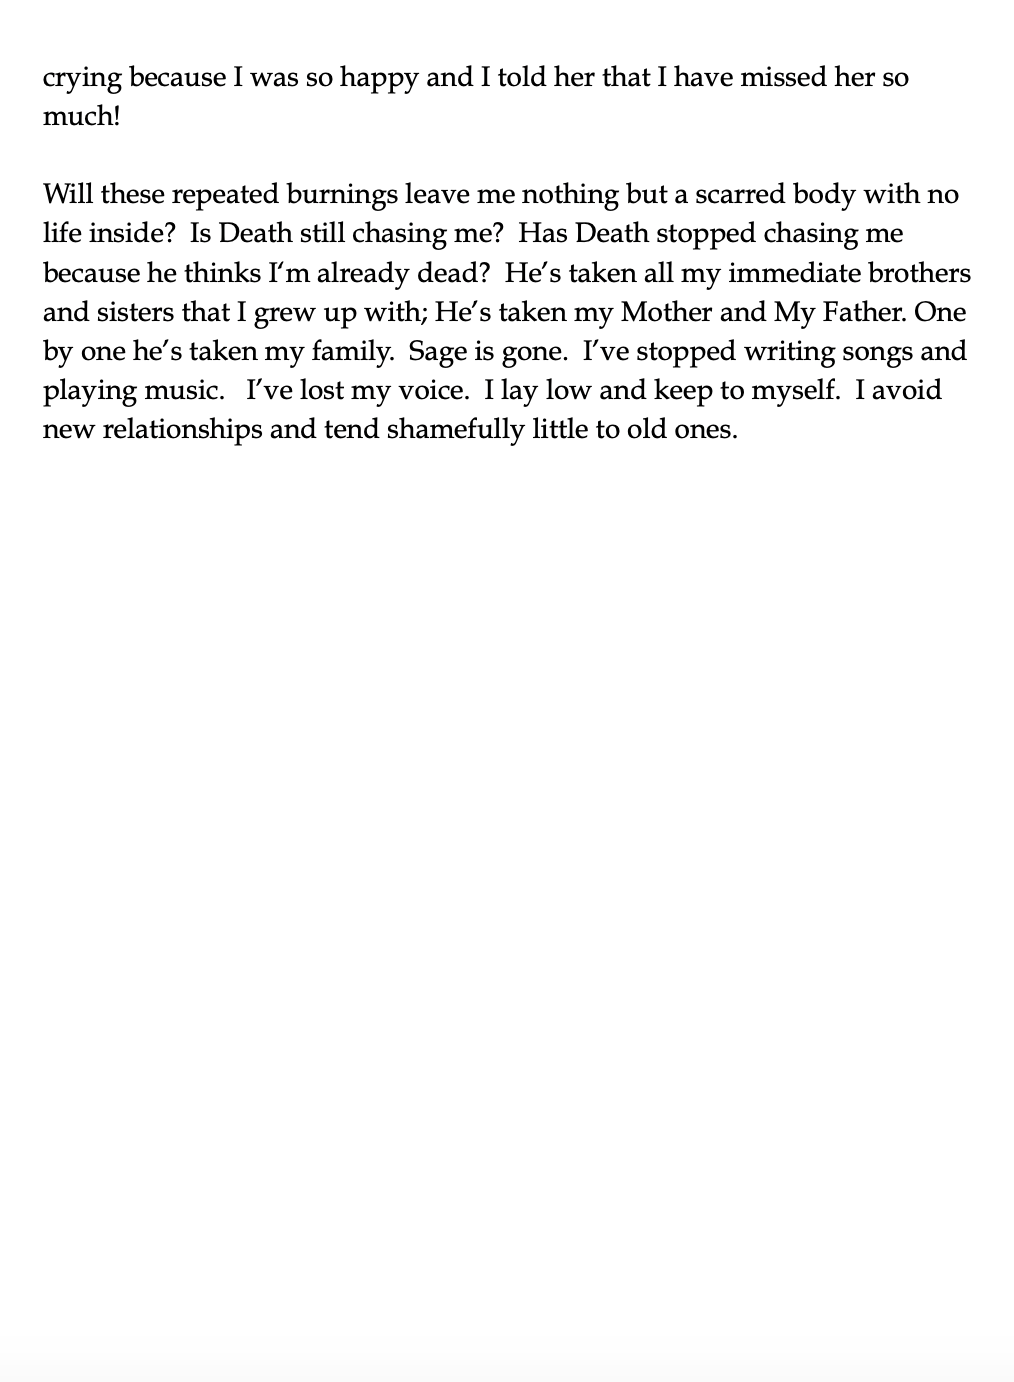 crying because I was so happy and I told her that I have missed her so
much!
Will these repeated burnings leave me nothing but a scarred body with no
life inside?  Is Death still chasing me?  Has Death stopped chasing me
because he thinks I‘m already dead?  He’s taken all my immediate brothers
and sisters that I grew up with; He’s taken my Mother and My Father. One
by one he’s taken my family.  Sage is gone.  I’ve stopped writing songs and
playing music.   I’ve lost my voice.  I lay low and keep to myself.  I avoid
new relationships and tend shamefully little to old ones.